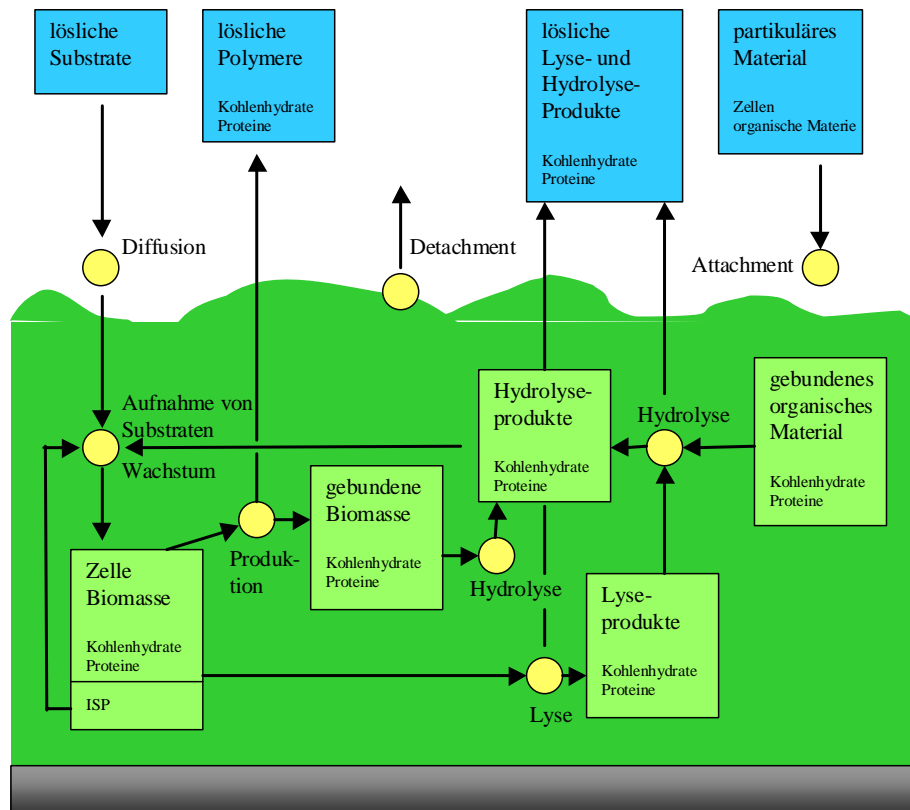 lösliche
Substrate
lösliche
Polymere
Kohlenhydrate
Proteine
lösliche
Lyse- und
Hydrolyse-
Produkte
Kohlenhydrate
Proteine
partikuläres
Material
Zellen
organische Materie
Diffusion
Detachment
Attachment
Aufnahme von
Substraten
Wachstum
Hydrolyse-
produkte
Kohlenhydrate
Proteine
Hydrolyse
gebundenes
organisches
Material
Kohlenhydrate
Proteine
gebundene
Biomasse
Kohlenhydrate
Proteine
Produk-
tion
Hydrolyse
Zelle
Biomasse
Kohlenhydrate
Proteine
ISP
Lyse-
produkte
Kohlenhydrate
Proteine
Lyse